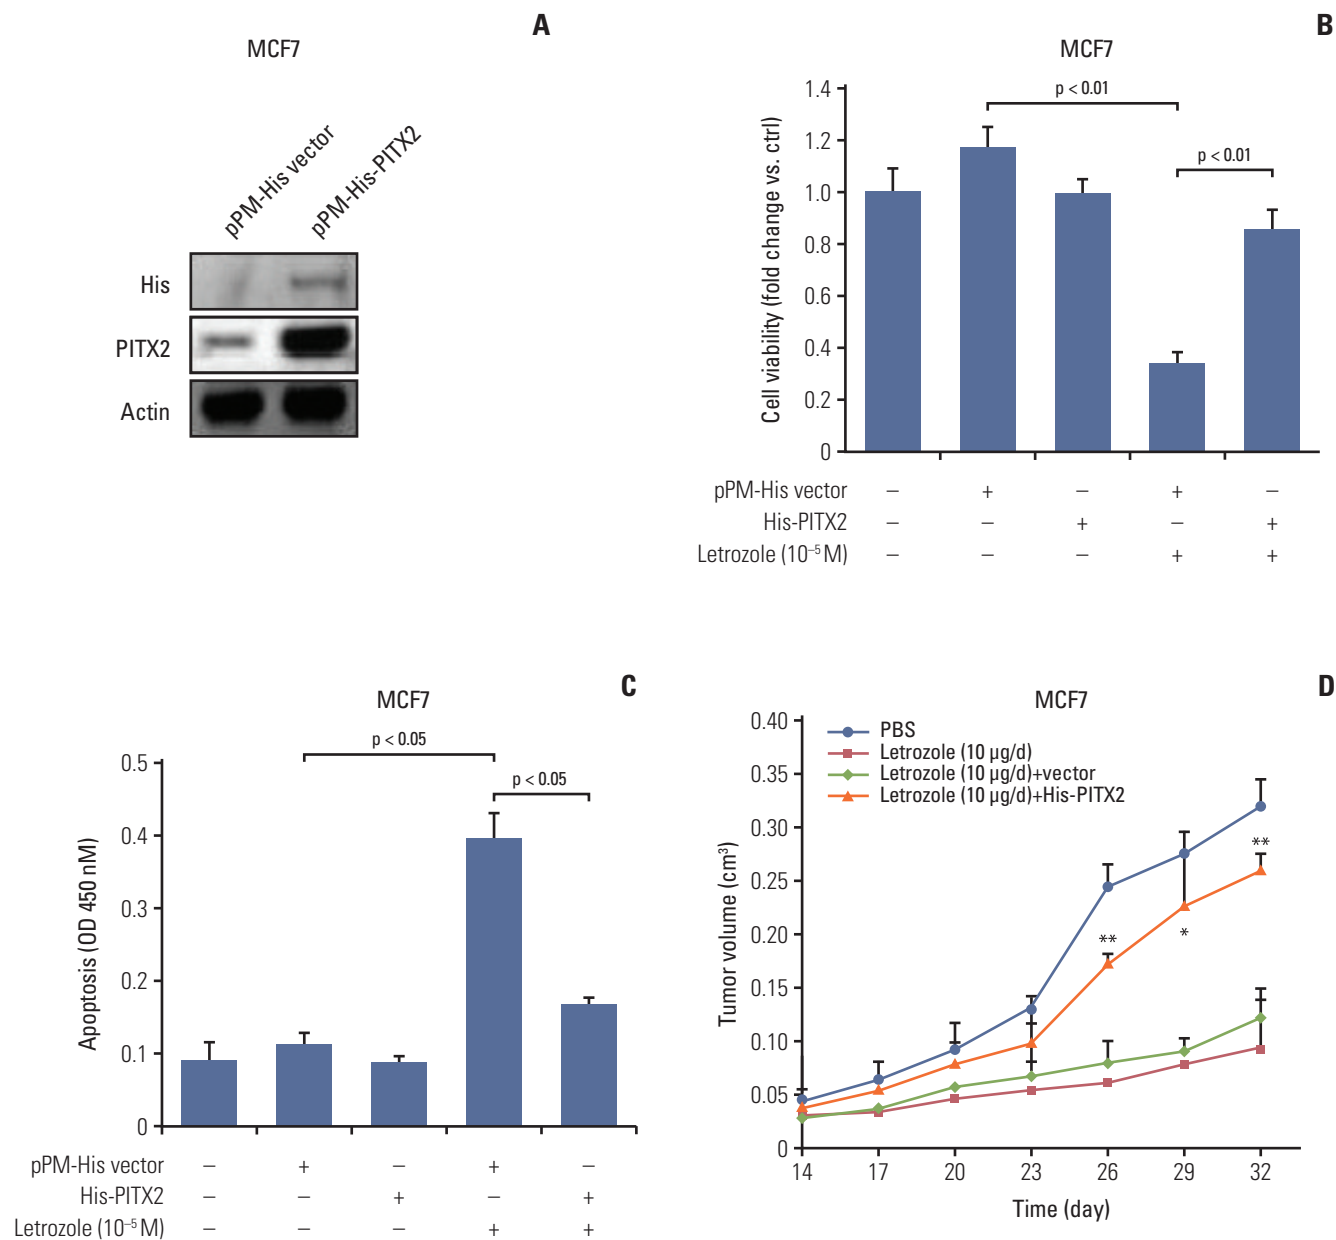 A
MCF7
pPM-His vector
pPM-His-PITX2
His
PITX2
Actin
B
MCF7
Cell viability (fold change vs. ctrl)
1.4
1.2
1.0
0.8
0.6
0.4
0.2
0
p < 0.01
p < 0.01
pPM-His vector – + – + –
His-PITX2 – – + – +
Letrozole (10⁻⁵ M) – – – + +
C
MCF7
Apoptosis (OD 450 nM)
0.5
0.4
0.3
0.2
0.1
0
p < 0.05
p < 0.05
pPM-His vector – + – + –
His-PITX2 – – + – +
Letrozole (10⁻⁵ M) – – – + +
D
MCF7
Tumor volume (cm³)
0.40
0.35
0.30
0.25
0.20
0.15
0.10
0.05
0
PBS
Letrozole (10 µg/d)
Letrozole (10 µg/d)+vector
Letrozole (10 µg/d)+His-PITX2
**
*
**
14 17 20 23 26 29 32
Time (day)